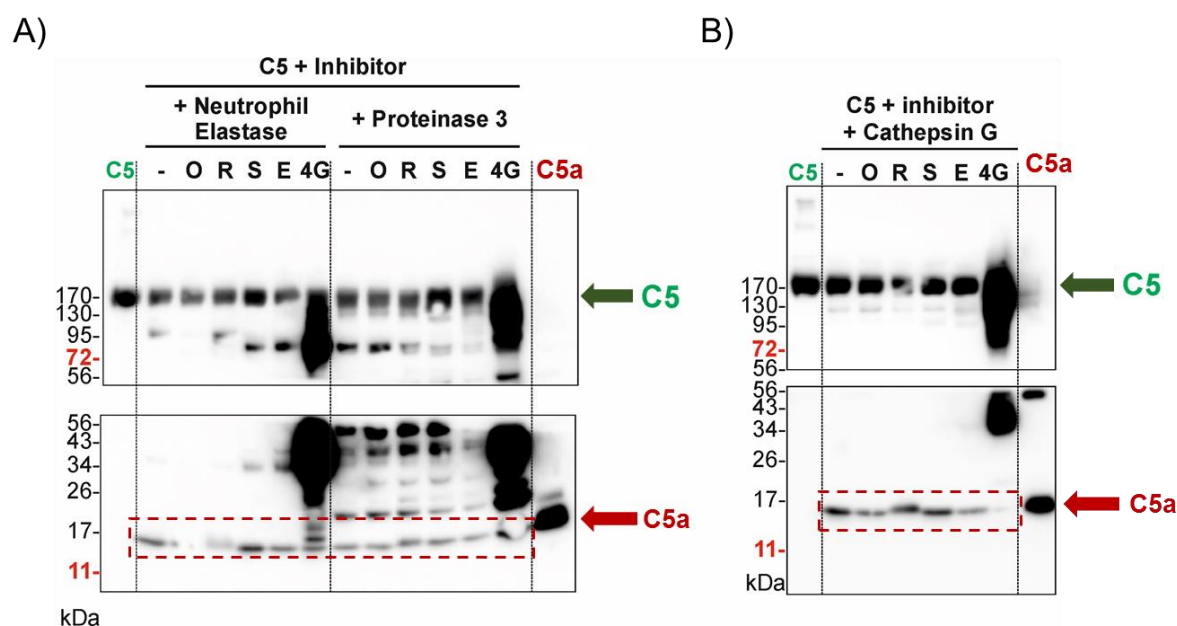 A)
C5 + Inhibitor
+ Neutrophil
Elastase
+ Proteinase 3
C5 - O R S E 4G - O R S E 4G C5a
170-
130-
95-
72-
56-
C5
56-
43-
34-
26-
17-
11-
C5a
kDa
B)
C5 + inhibitor
+ Cathepsin G
C5 - O R S E 4G C5a
170-
130-
95-
72-
56-
C5
56-
43-
34-
26-
17-
11-
C5a
kDa